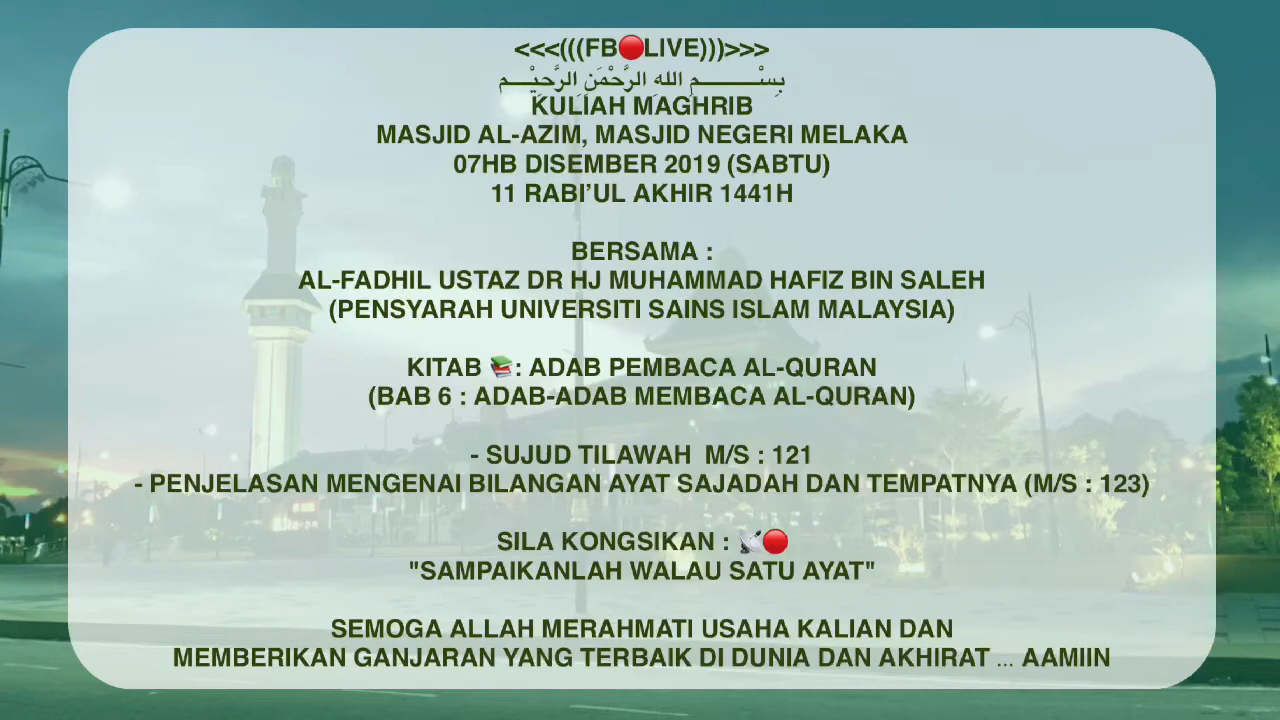 <<<(((FB🔴LIVE)))>>>
بِسْـــــــــمِ اللهِ الرَّحْمَنِ الرَّحِيْـــمِ
KULIAH MAGHRIB
MASJID AL-AZIM, MASJID NEGERI MELAKA
07HB DISEMBER 2019 (SABTU)
11 RABI’UL AKHIR 1441H
BERSAMA :
AL-FADHIL USTAZ DR HJ MUHAMMAD HAFIZ BIN SALEH
(PENSYARAH UNIVERSITI SAINS ISLAM MALAYSIA)
KITAB 📚: ADAB PEMBACA AL-QURAN
(BAB 6 : ADAB-ADAB MEMBACA AL-QURAN)
- SUJUD TILAWAH  M/S : 121
- PENJELASAN MENGENAI BILANGAN AYAT SAJADAH DAN TEMPATNYA (M/S : 123)
SILA KONGSIKAN : 📡🔴
"SAMPAIKANLAH WALAU SATU AYAT"
SEMOGA ALLAH MERAHMATI USAHA KALIAN DAN
MEMBERIKAN GANJARAN YANG TERBAIK DI DUNIA DAN AKHIRAT ... AAMIIN